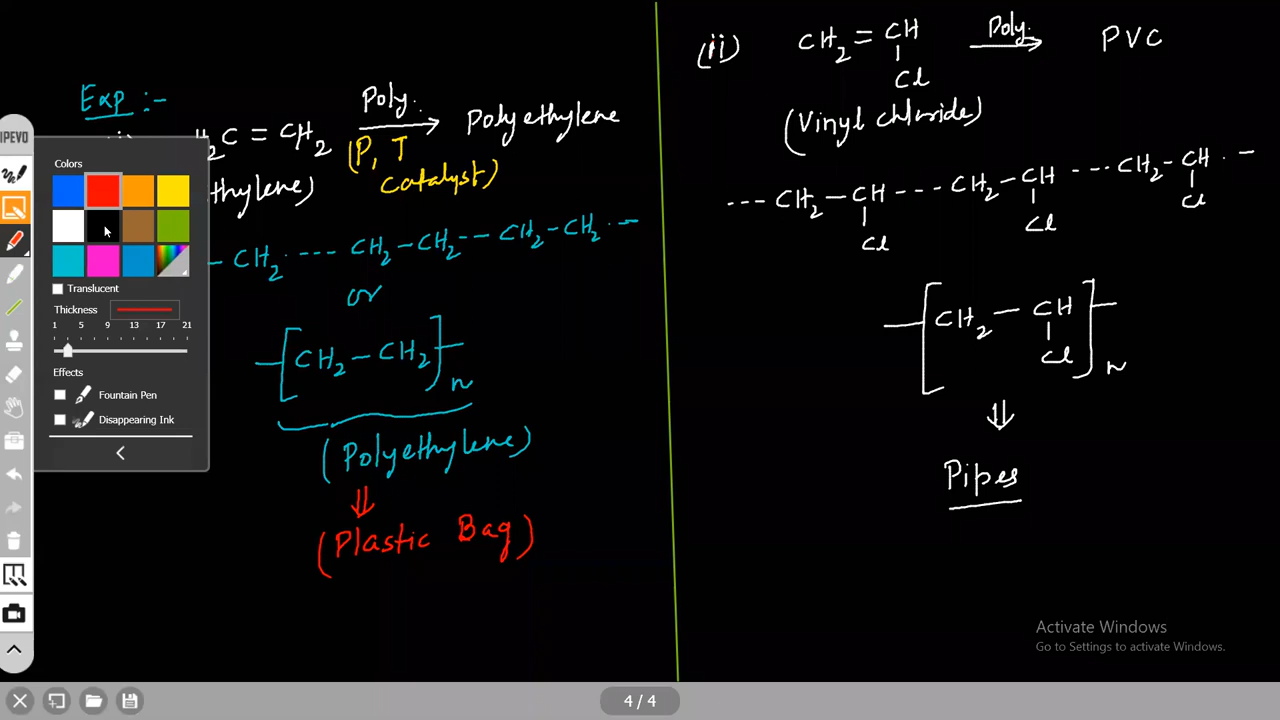 Exp :-
H2C = CH2 Poly. Polyethylene
(P, T catalyst)
thylene)
- CH2 --- CH2 - CH2 -- CH2 - CH2 --
or
-[CH2 - CH2]-n
(Polyethylene)
⇓
(Plastic Bag)
(ii) CH2 = CH Poly. PVC
Cl
(Vinyl chloride)
--- CH2 - CH --- CH2 - CH --- CH2 - CH --
Cl Cl Cl
-[CH2 - CH]-n
Cl
⇓
Pipes
IPEVO
Colors
Translucent
Thickness
1 5 9 13 17 21
Effects
Fountain Pen
Disappearing Ink
Activate Windows
Go to Settings to activate Windows.
4 / 4